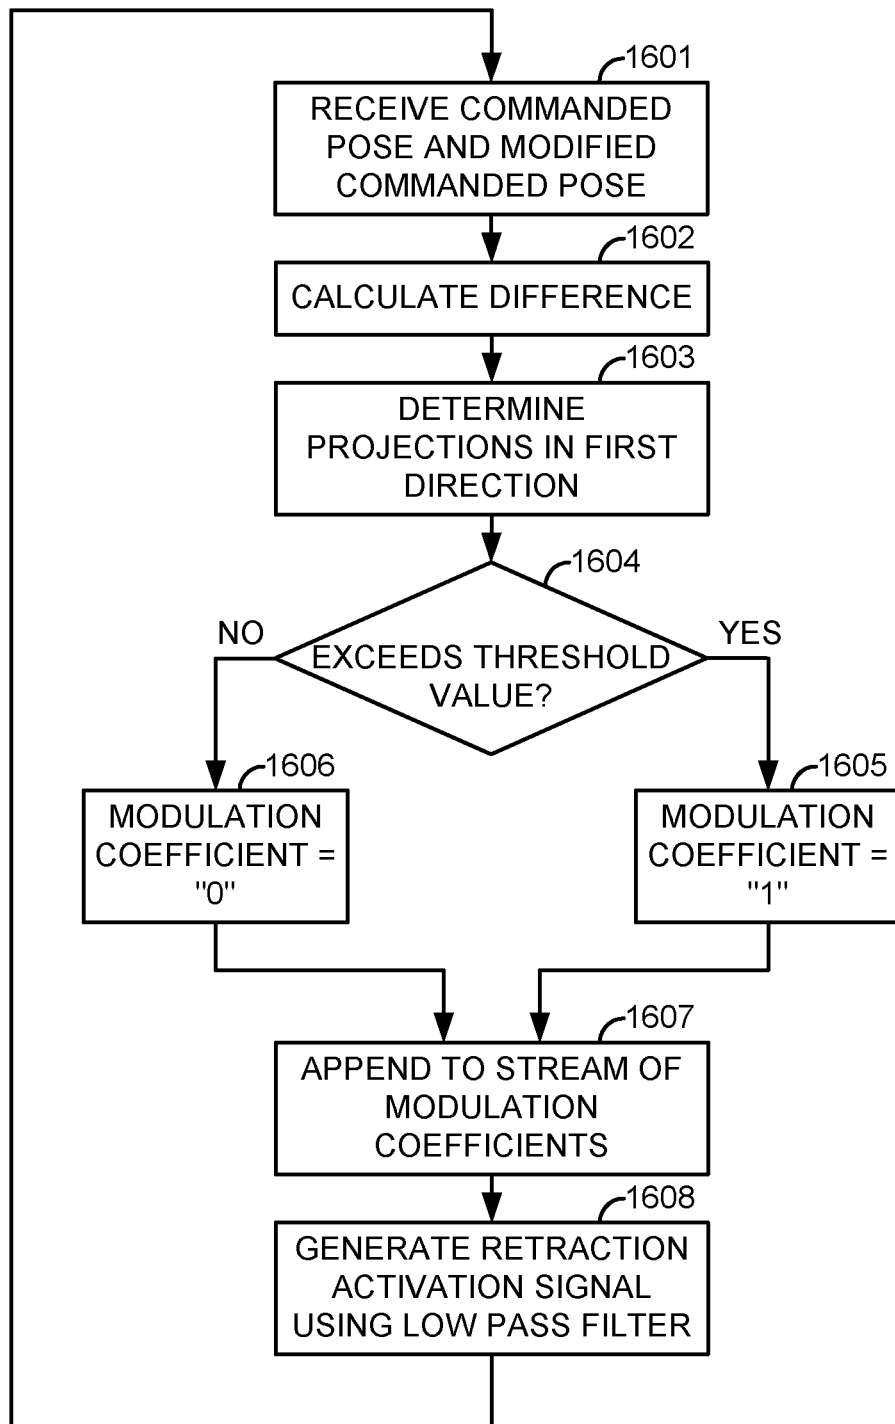 1601
RECEIVE COMMANDED
POSE AND MODIFIED
COMMANDED POSE
1602
CALCULATE DIFFERENCE
1603
DETERMINE
PROJECTIONS IN FIRST
DIRECTION
1604
NO
YES
EXCEEDS THRESHOLD
VALUE?
1606
MODULATION
COEFFICIENT =
"0"
1605
MODULATION
COEFFICIENT =
"1"
1607
APPEND TO STREAM OF
MODULATION
COEFFICIENTS
1608
GENERATE RETRACTION
ACTIVATION SIGNAL
USING LOW PASS FILTER